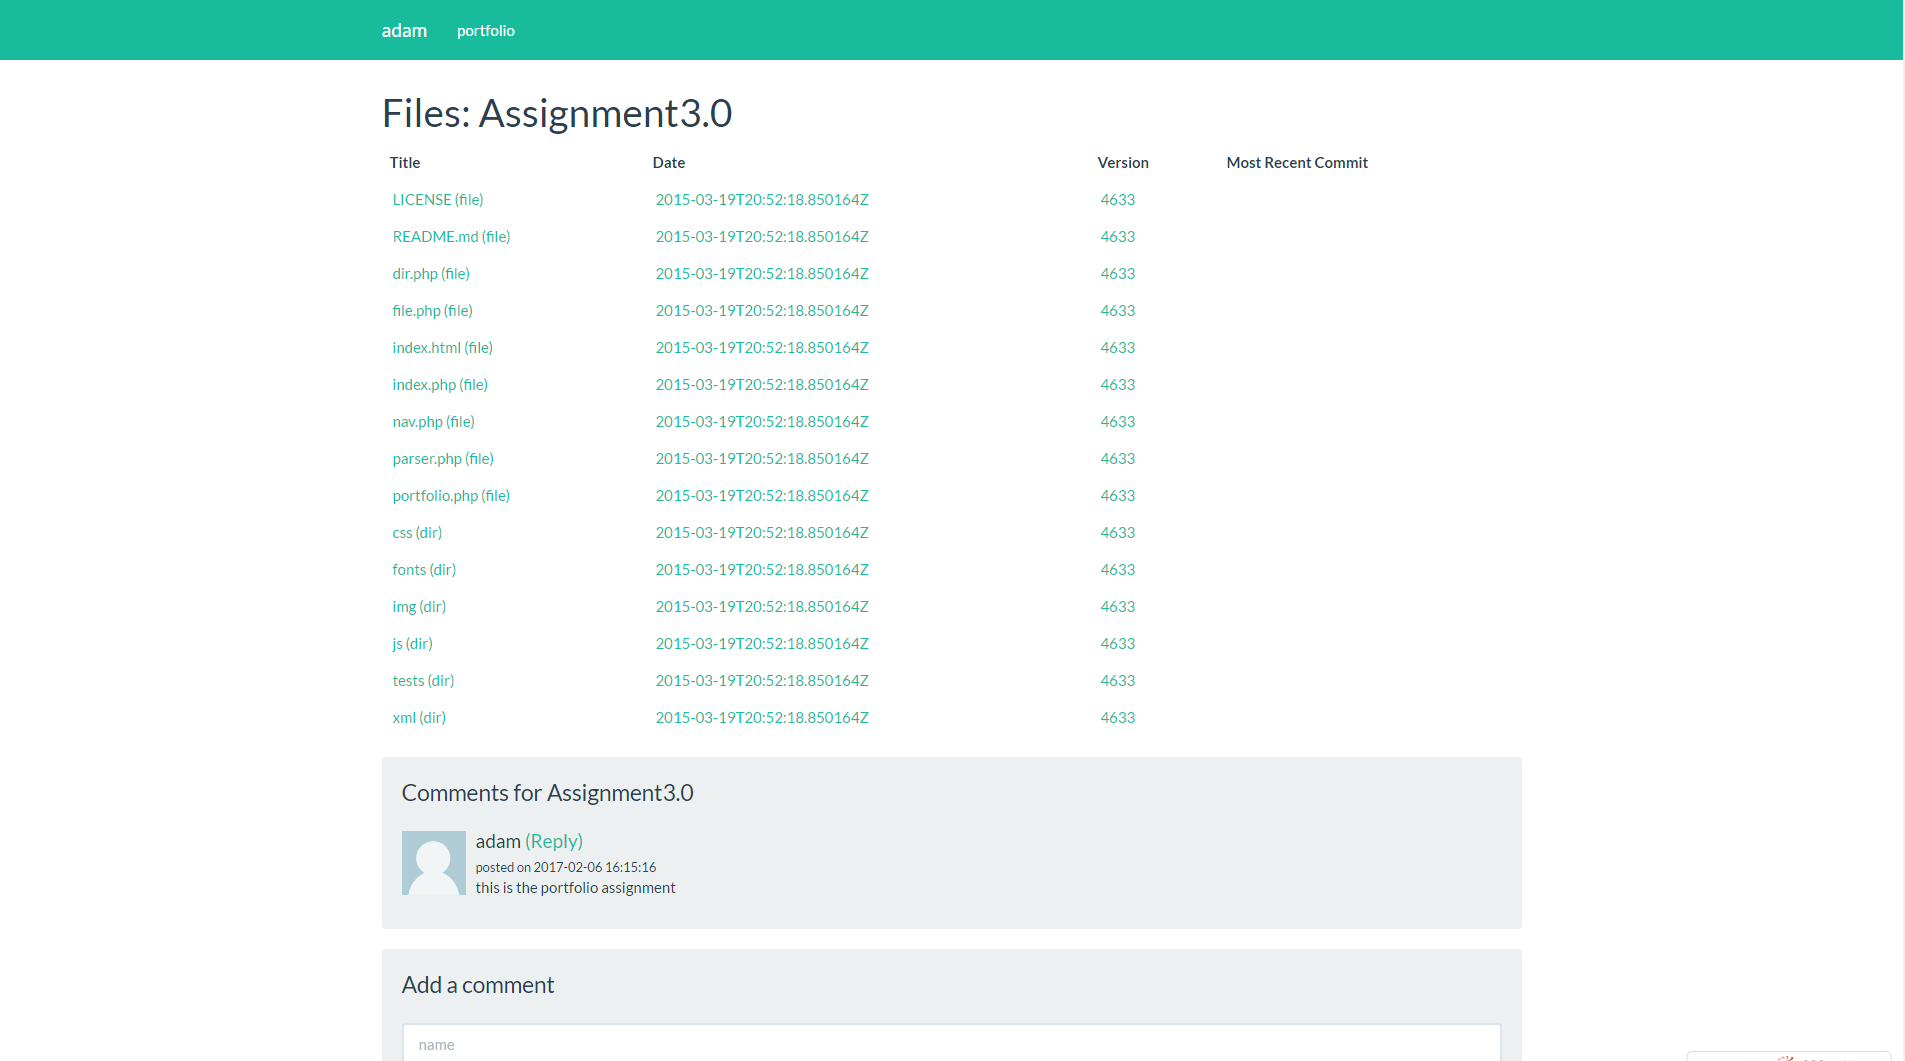 adam portfolio
Files: Assignment3.0
Title Date Version Most Recent Commit
LICENSE (file) 2015-03-19T20:52:18.850164Z 4633
README.md (file) 2015-03-19T20:52:18.850164Z 4633
dir.php (file) 2015-03-19T20:52:18.850164Z 4633
file.php (file) 2015-03-19T20:52:18.850164Z 4633
index.html (file) 2015-03-19T20:52:18.850164Z 4633
index.php (file) 2015-03-19T20:52:18.850164Z 4633
nav.php (file) 2015-03-19T20:52:18.850164Z 4633
parser.php (file) 2015-03-19T20:52:18.850164Z 4633
portfolio.php (file) 2015-03-19T20:52:18.850164Z 4633
css (dir) 2015-03-19T20:52:18.850164Z 4633
fonts (dir) 2015-03-19T20:52:18.850164Z 4633
img (dir) 2015-03-19T20:52:18.850164Z 4633
js (dir) 2015-03-19T20:52:18.850164Z 4633
tests (dir) 2015-03-19T20:52:18.850164Z 4633
xml (dir) 2015-03-19T20:52:18.850164Z 4633
Comments for Assignment3.0
adam (Reply)
posted on 2017-02-06 16:15:16
this is the portfolio assignment
Add a comment
name